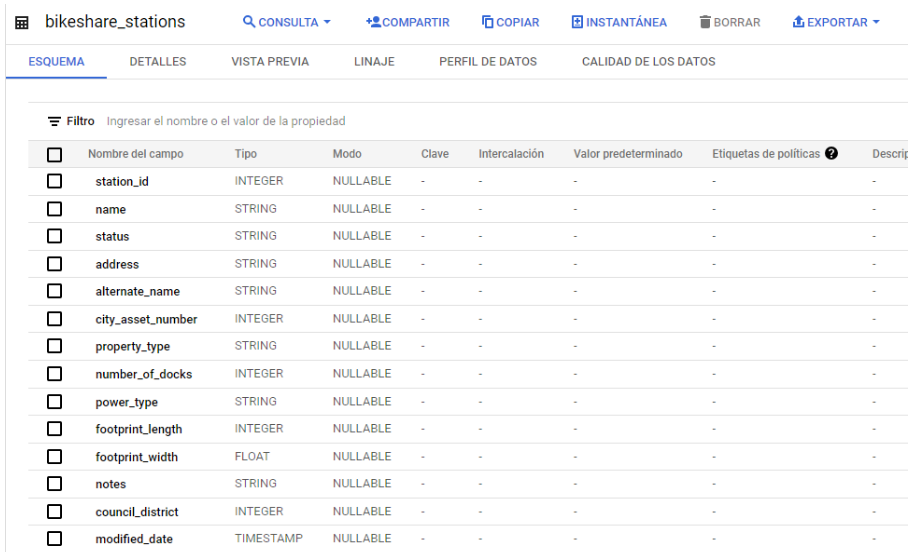 bikeshare_stations CONSULTA COMPARTIR COPIAR INSTANTÁNEA BORRAR EXPORTAR
ESQUEMA DETALLES VISTA PREVIA LINAJE PERFIL DE DATOS CALIDAD DE LOS DATOS
Filtro Ingresar el nombre o el valor de la propiedad
Nombre del campo Tipo Modo Clave Intercalación Valor predeterminado Etiquetas de políticas ? Descrip
station_id INTEGER NULLABLE - - - - -
name STRING NULLABLE - - - - -
status STRING NULLABLE - - - - -
address STRING NULLABLE - - - - -
alternate_name STRING NULLABLE - - - - -
city_asset_number INTEGER NULLABLE - - - - -
property_type STRING NULLABLE - - - - -
number_of_docks INTEGER NULLABLE - - - - -
power_type STRING NULLABLE - - - - -
footprint_length INTEGER NULLABLE - - - - -
footprint_width FLOAT NULLABLE - - - - -
notes STRING NULLABLE - - - - -
council_district INTEGER NULLABLE - - - - -
modified_date TIMESTAMP NULLABLE - - - - -